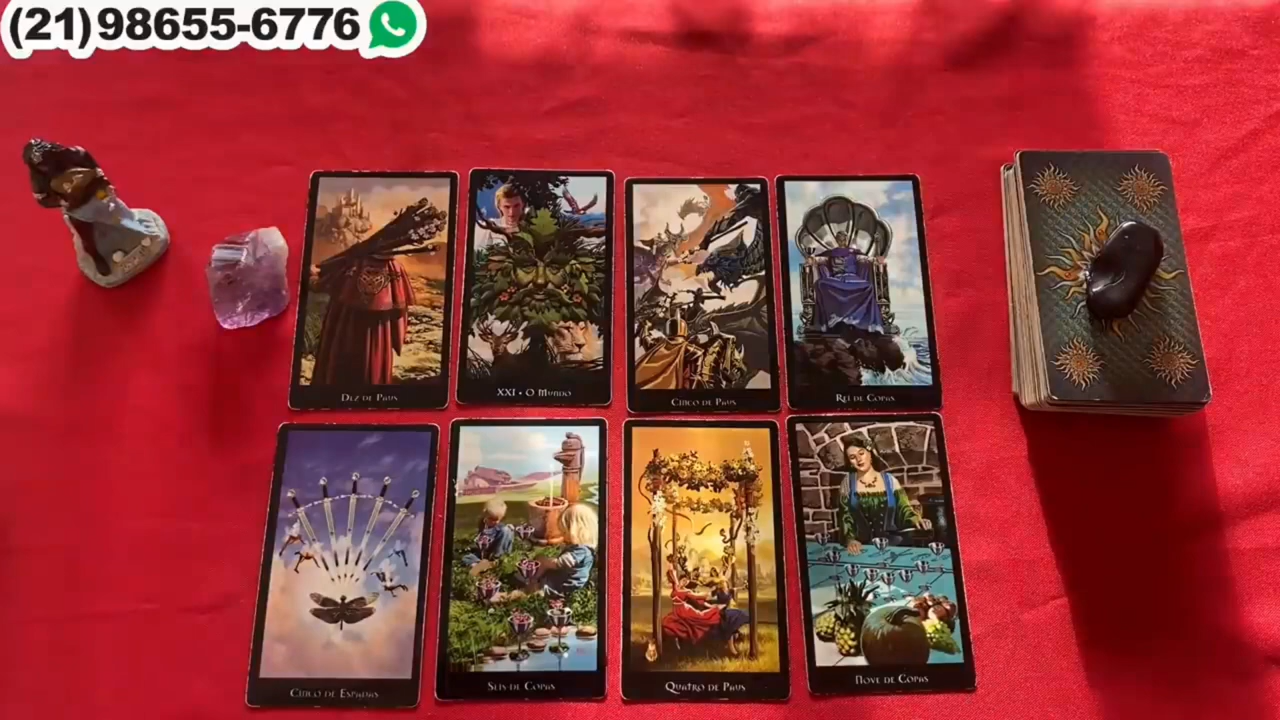 (21)98655-6776
Dez de Paus
XXI • O Mundo
Cinco de Paus
Rei de Copas
Cinco de Espadas
Seis de Copas
Quatro de Paus
Nove de Copas